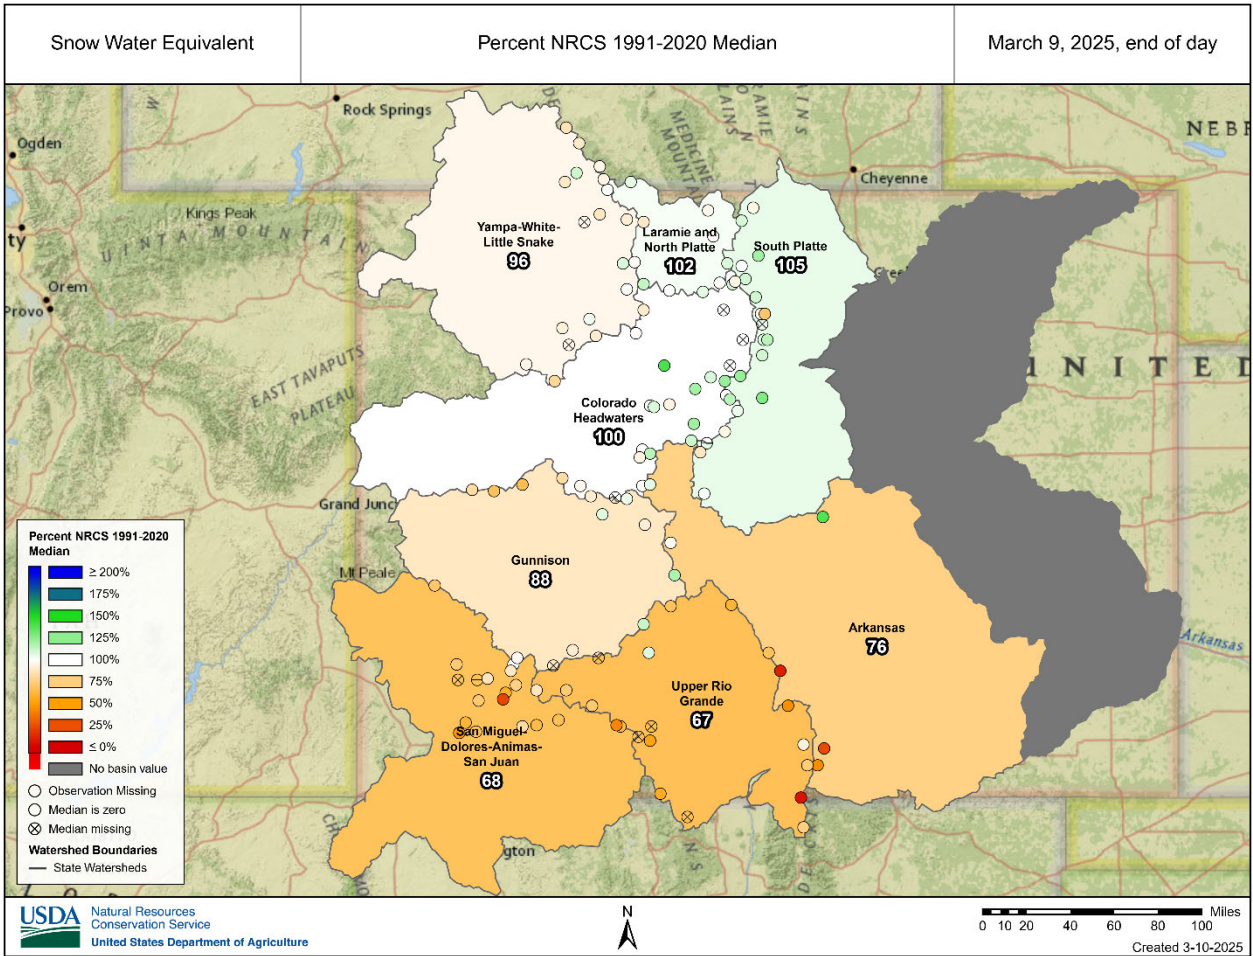 Snow Water Equivalent
Percent NRCS 1991-2020 Median
March 9, 2025, end of day
Rock Springs
Ogden
NEBR
MEDICINE
Cheyenne
Kings Peak
UINTA MOUNTAIN
ty
Yampa-White-
Little Snake
96
Laramie and
North Platte
102
South Platte
105
Orem
Provo
EAST TAVAPUTS
PLATEAU
UNITED
Colorado
Headwaters
100
Grand Junc
Percent NRCS 1991-2020
Median
≥ 200%
175%
150%
125%
100%
75%
50%
25%
≤ 0%
No basin value
Observation Missing
Median is zero
Median missing
Watershed Boundaries
State Watersheds
Mt Peale
Gunnison
88
Arkansas
76
Arkansas
Upper Rio
Grande
67
San Miguel-
Dolores-Animas-
San Juan
68
gton
USDA
Natural Resources
Conservation Service
United States Department of Agriculture
N
Miles
0 10 20 40 60 80 100
Created 3-10-2025